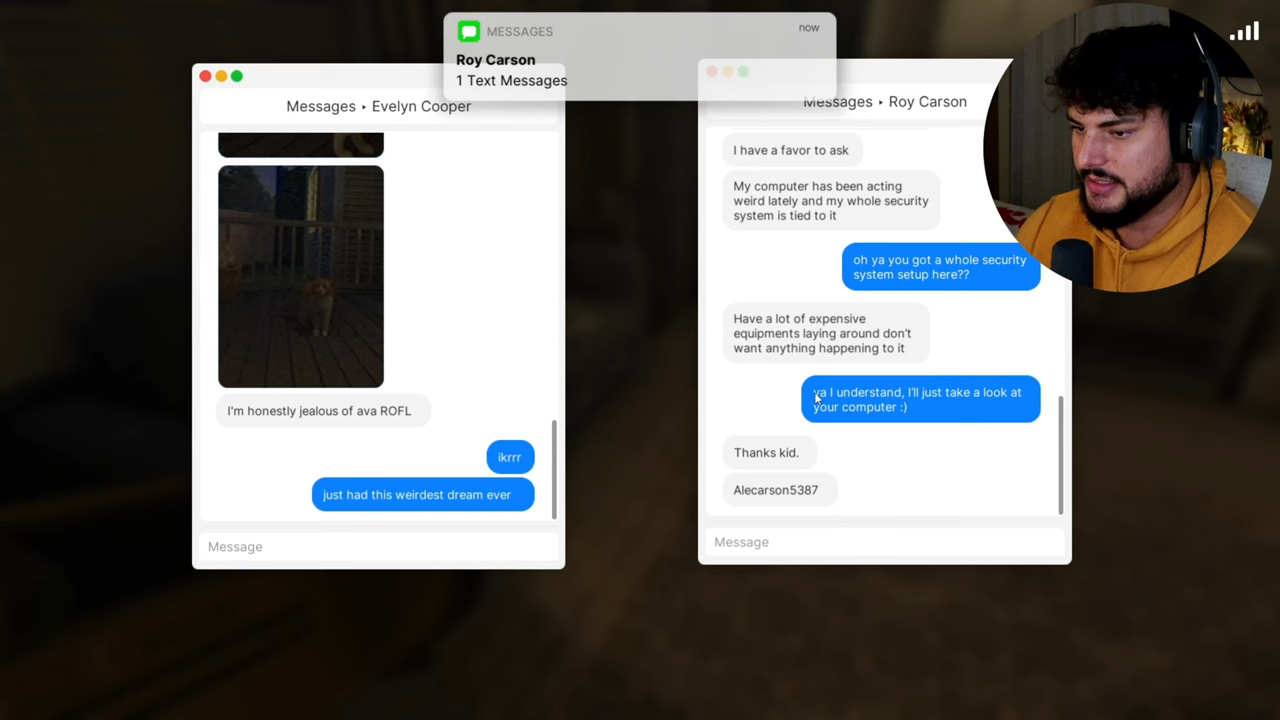 MESSAGES
now
Roy Carson
1 Text Messages
Messages ‣ Evelyn Cooper
I'm honestly jealous of ava ROFL
ikrrr
just had this weirdest dream ever
Message
Messages ‣ Roy Carson
I have a favor to ask
My computer has been acting
weird lately and my whole security
system is tied to it
oh ya you got a whole security
system setup here??
Have a lot of expensive
equipments laying around don't
want anything happening to it
ya I understand, I'll just take a look at
your computer :)
Thanks kid.
Alecarson5387
Message